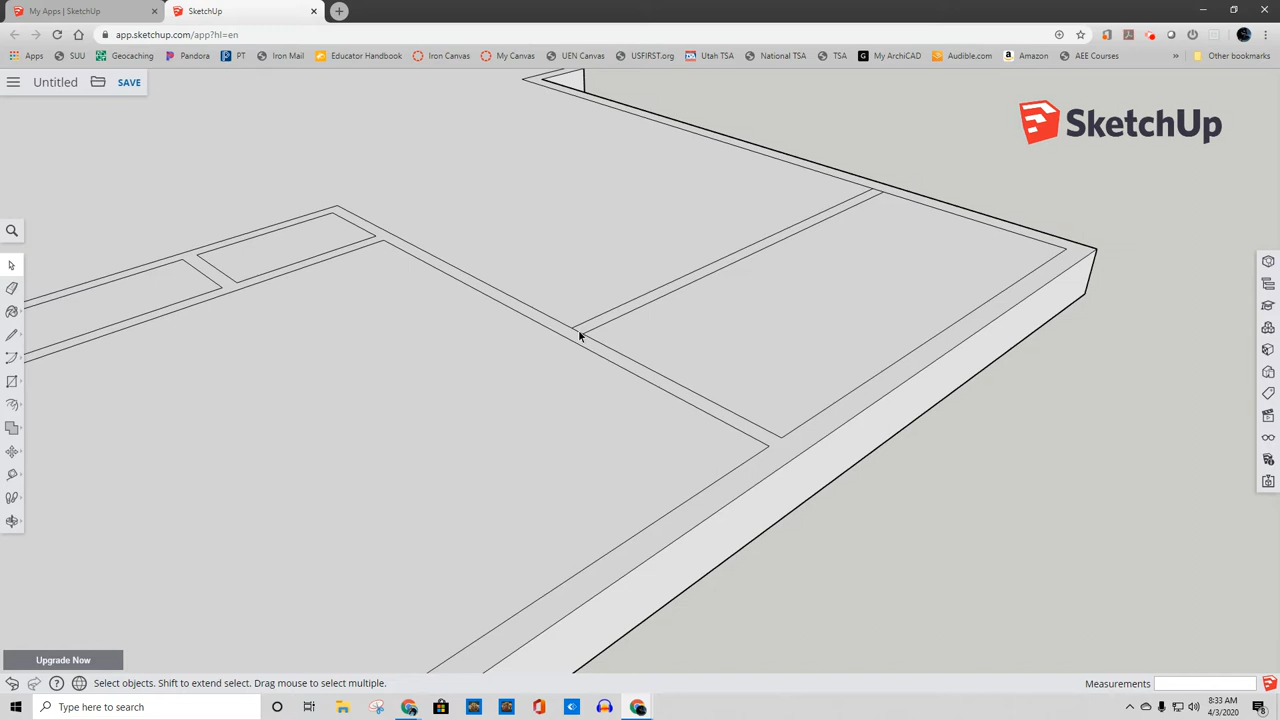 My Apps | SketchUp
SketchUp
app.sketchup.com/app?hl=en
Apps SUU Geocaching Pandora PT Iron Mail Educator Handbook Iron Canvas My Canvas UEN Canvas USFIRST.org Utah TSA National TSA TSA My ArchiCAD Audible.com Amazon AEE Courses » Other bookmarks
Untitled SAVE
SketchUp
Upgrade Now
Select objects. Shift to extend select. Drag mouse to select multiple. Measurements
Type here to search
8:33 AM
4/3/2020